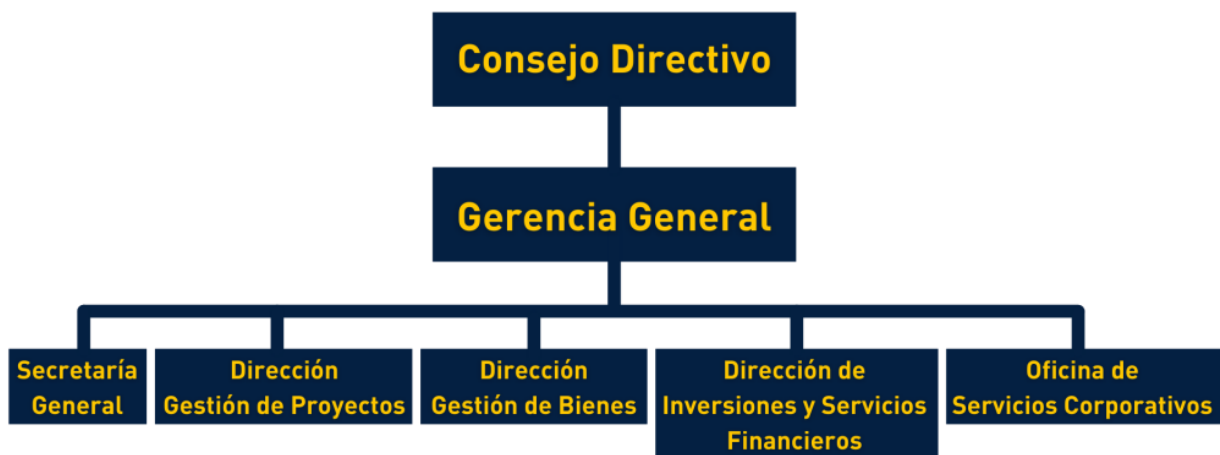 Consejo Directivo
Gerencia General
Secretaría
General
Dirección
Gestión de Proyectos
Dirección
Gestión de Bienes
Dirección de
Inversiones y Servicios
Financieros
Oficina de
Servicios Corporativos